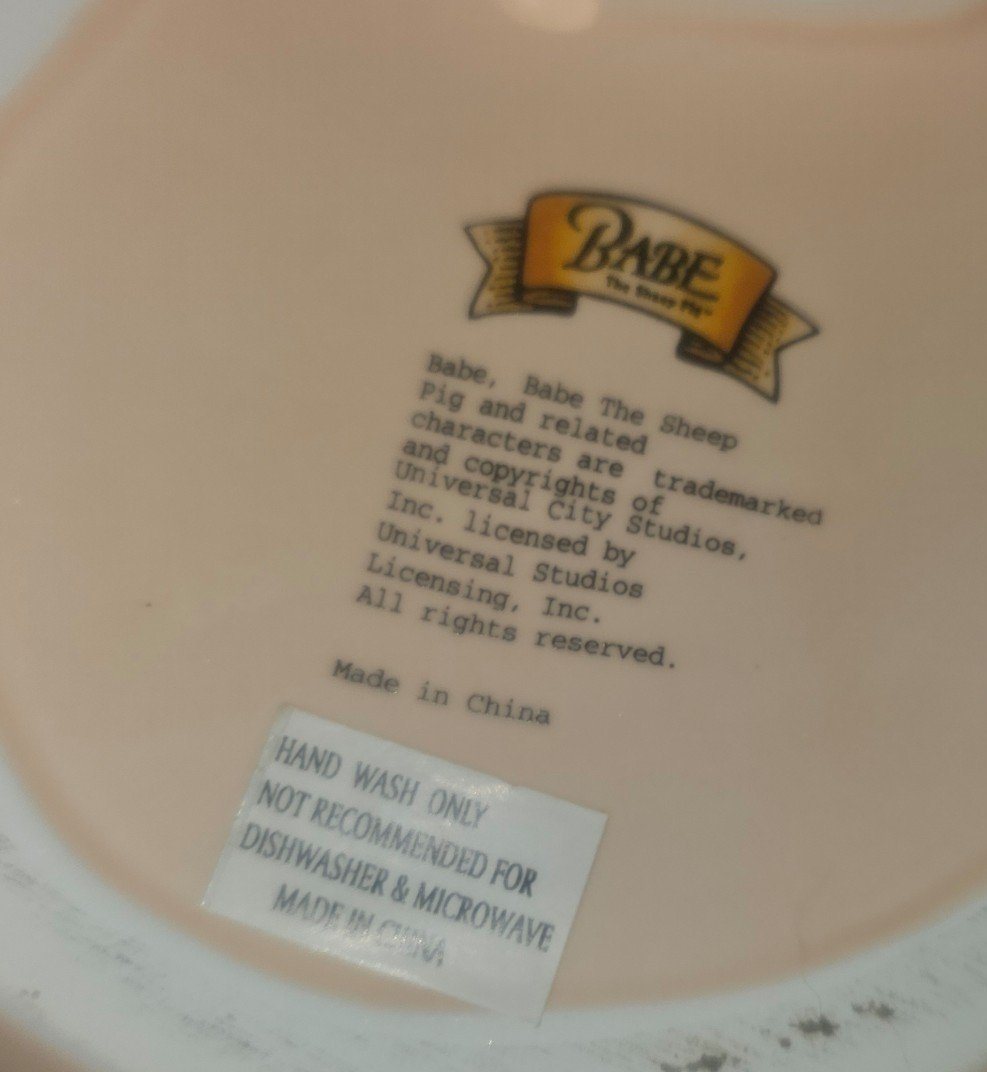 BABE
The Sheep Pig™
Babe, Babe The Sheep
Pig and related
characters are trademarked
and copyrights of
Universal City Studios,
Inc. licensed by
Universal Studios
Licensing, Inc.
All rights reserved.
Made in China
HAND WASH ONLY
NOT RECOMMENDED FOR
DISHWASHER & MICROWAVE
MADE IN CHINA